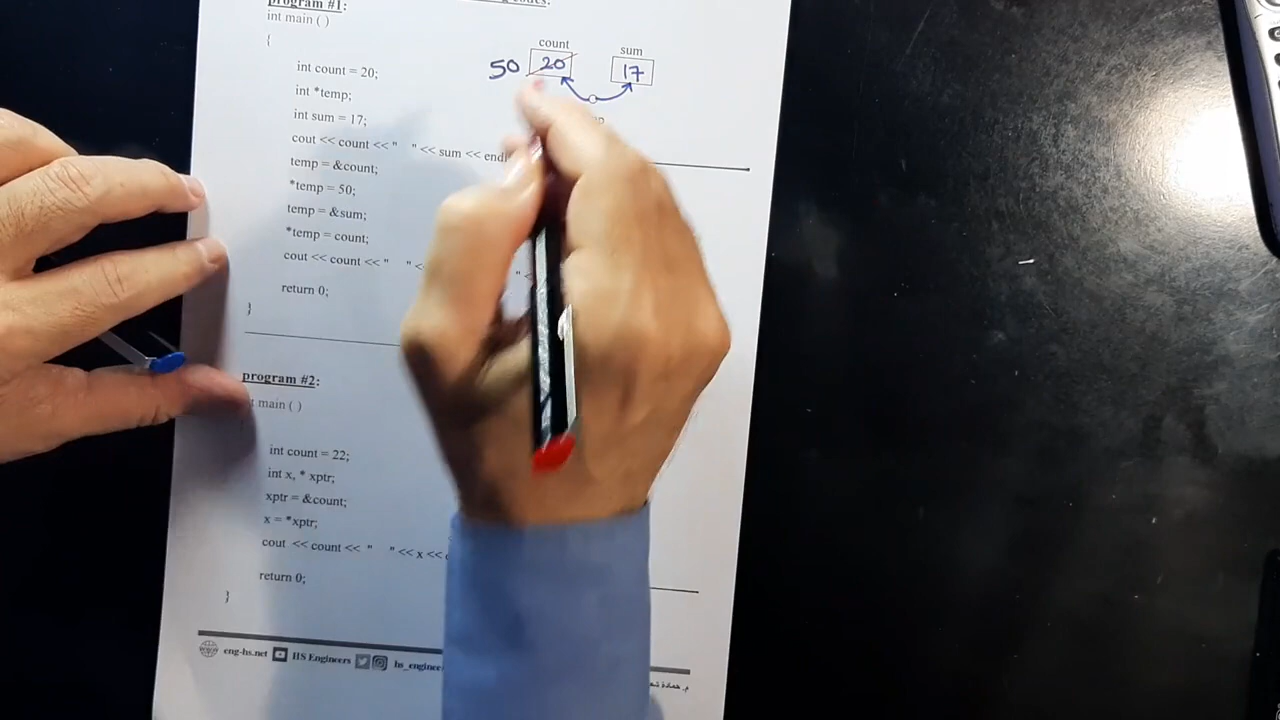 program #1:
int main ( )
{
int count = 20;
int *temp;
int sum = 17;
cout << count << " " << sum << endl
temp = &count;
*temp = 50;
temp = &sum;
*temp = count;
cout << count << " " <
" <
return 0;
}
count
sum
50 20
17
program #2:
main ( )
int count = 22;
int x, * xptr;
xptr = &count;
x = *xptr;
cout << count << " " << x <<
return 0;
}
eng-hs.net HS Engineers
م. حمادة